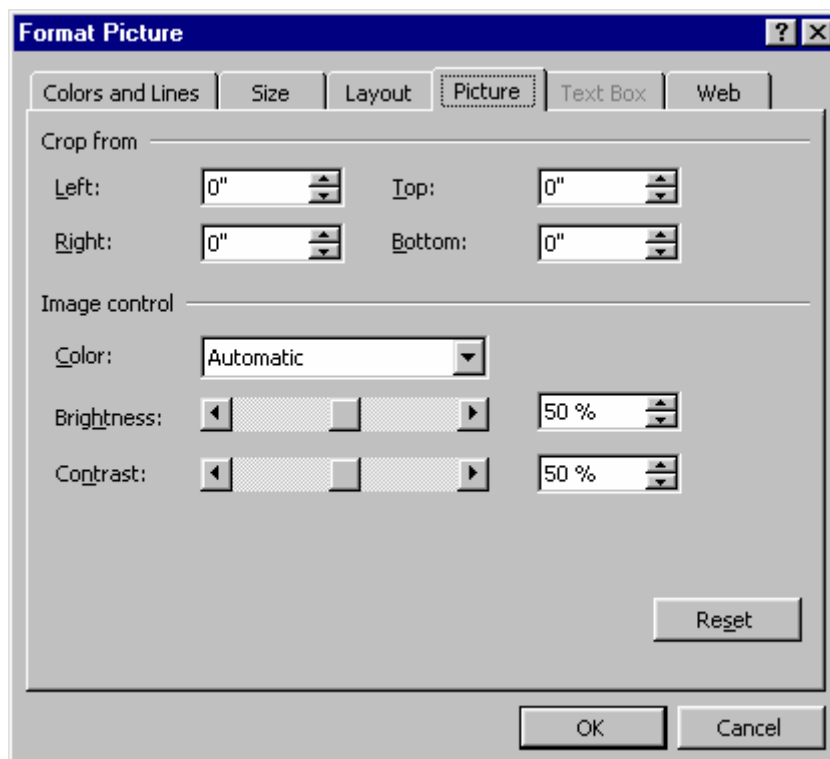 Format Picture
Colors and Lines Size Layout Picture Text Box Web
Crop from
Left: 0" Top: 0"
Right: 0" Bottom: 0"
Image control
Color: Automatic
Brightness: 50 %
Contrast: 50 %
Reset
OK Cancel